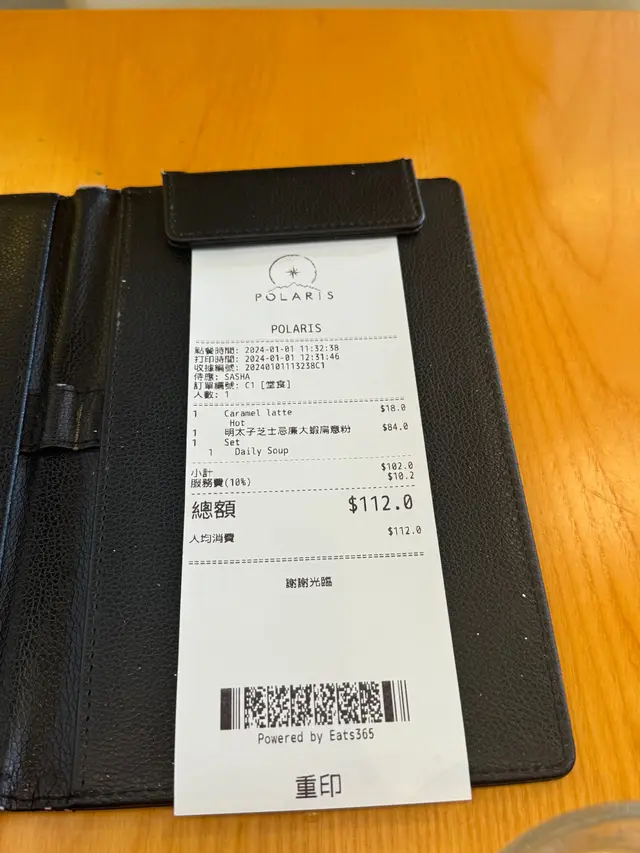 POLARIS
POLARIS
點餐時間: 2024-01-01 11:32:38
打印時間: 2024-01-01 12:31:46
收據編號: 20240101113238C1
侍應: SASHA
訂單編號: C1 [堂食]
人數: 1
1 Caramel latte $18.0
Hot
1 明太子芝士忌廉大蝦扁意粉 $84.0
1 Set
1 Daily Soup
小計 $102.0
服務費(10%) $10.2
總額 $112.0
人均消費 $112.0
謝謝光臨
Powered by Eats365
重印